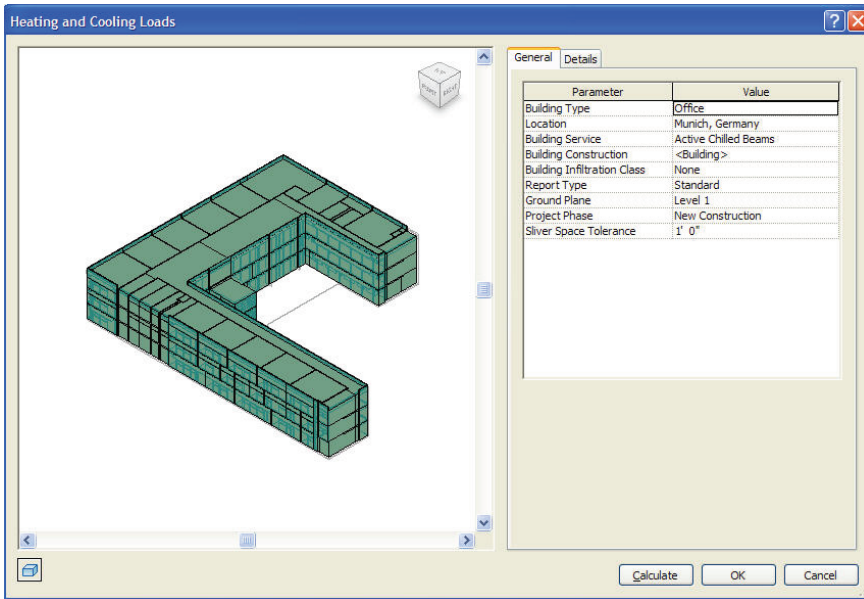 Heating and Cooling Loads
General Details
Parameter Value
Building Type Office
Location Munich, Germany
Building Service Active Chilled Beams
Building Construction <Building>
Building Infiltration Class None
Report Type Standard
Ground Plane Level 1
Project Phase New Construction
Sliver Space Tolerance 1' 0"
Calculate OK Cancel